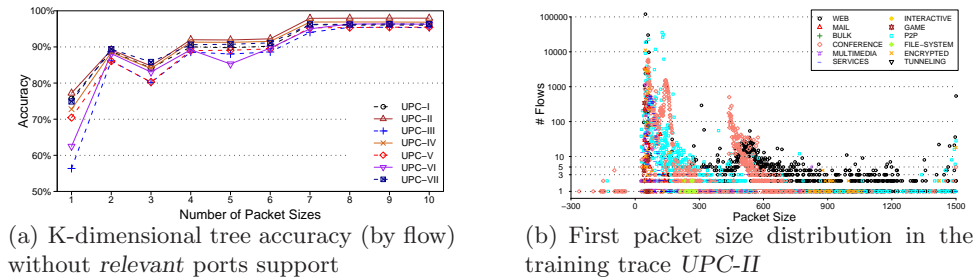 100%
90%
80%
70%
60%
50%
Accuracy
UPC−I
UPC−II
UPC−III
UPC−IV
UPC−V
UPC−VI
UPC−VII
1 2 3 4 5 6 7 8 9 10
Number of Packet Sizes
(a) K-dimensional tree accuracy (by flow)
without relevant ports support
100000
10000
1000
100
10
5
3
1
# Flows
WEB
MAIL
BULK
CONFERENCE
MULTIMEDIA
SERVICES
INTERACTIVE
GAME
P2P
FILE−SYSTEM
ENCRYPTED
TUNNELING
−300 0 300 600 900 1200 1500
Packet Size
(b) First packet size distribution in the
training trace UPC-II